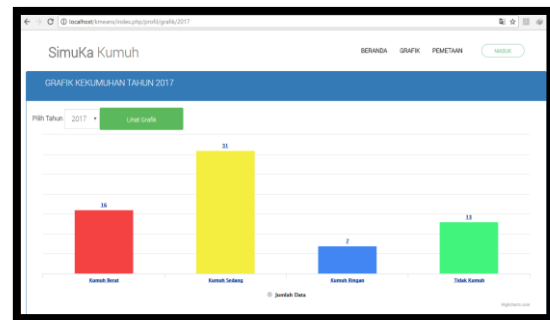 localhost/kmeans/index.php/profil/grafik/2017
SimuKa Kumuh
BERANDA GRAFIK PEMETAAN MASUK
GRAFIK KEKUMUHAN TAHUN 2017
Pilih Tahun 2017 Lihat Grafik
31
16
13
7
Kumuh Berat Kumuh Sedang Kumuh Ringan Tidak Kumuh
Jumlah Data
Highcharts.com